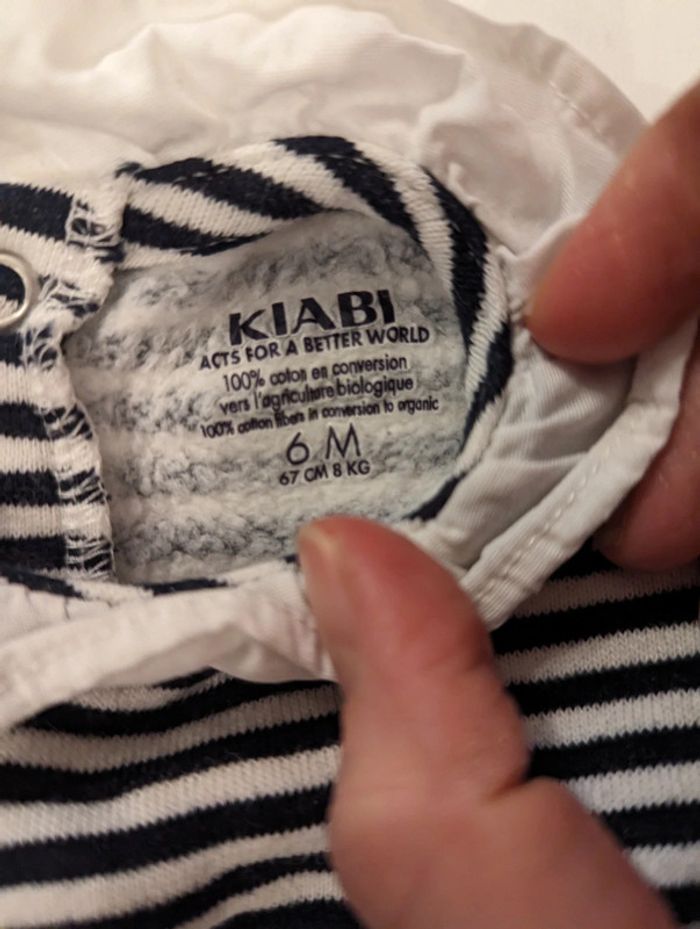 KIABI
ACTS FOR A BETTER WORLD
100% coton en conversion
vers l'agriculture biologique
100% cotton fibers in conversion to organic
6 M
67 CM 8 KG